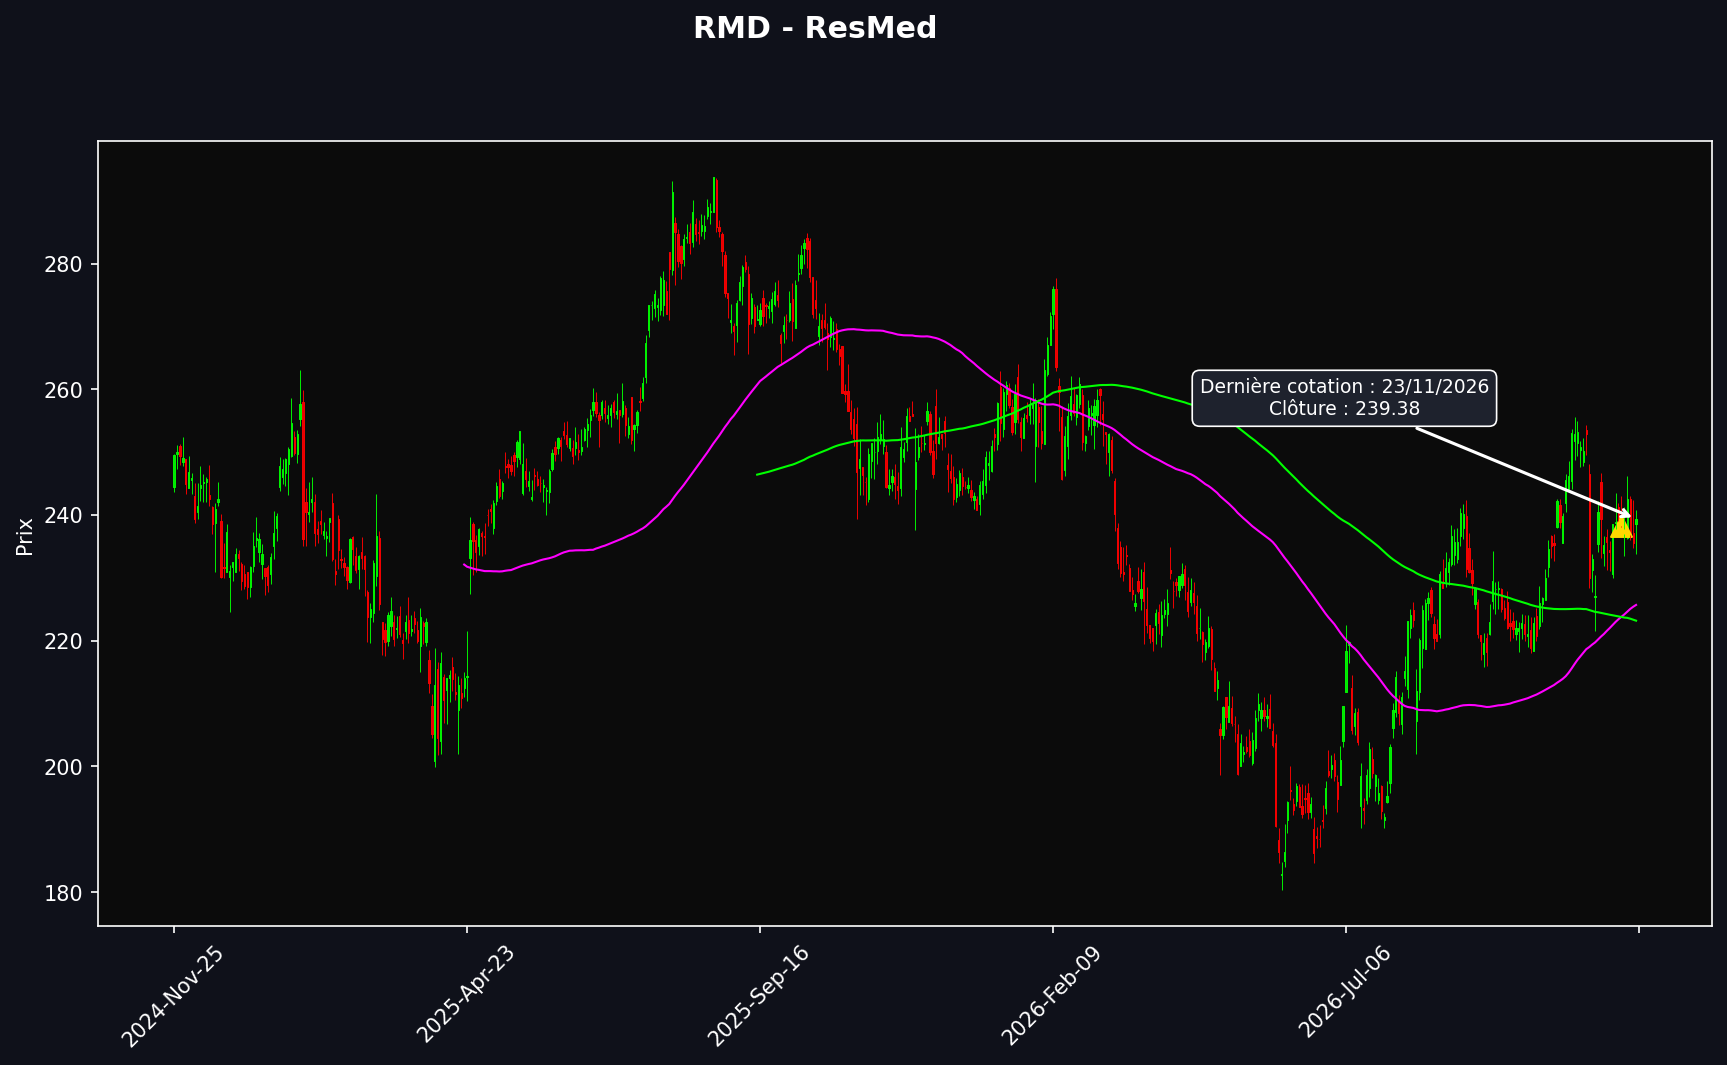 RMD - ResMed
Prix
280
260
240
220
200
180
Dernière cotation : 23/11/2026
Clôture : 239.38
2024-Nov-25
2025-Apr-23
2025-Sep-16
2026-Feb-09
2026-Jul-06